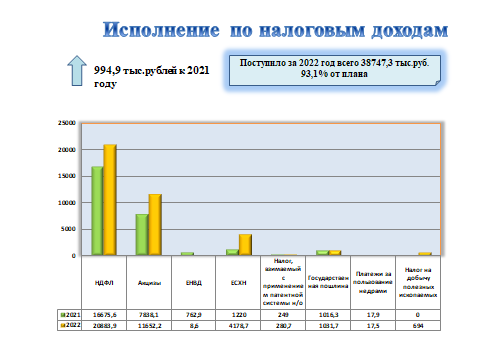 Исполнение по налоговым доходам
994,9 тыс.рублей к 2021
году
Поступило за 2022 год всего 38747,3 тыс.руб.
93,1% от плана
25000
20000
15000
10000
5000
0
НДФЛ Акцизы ЕНВД ЕСХН Налог, взимаемый с применением патентной системы н/о Государственная пошлина Платежи за пользование недрами Налог на добычу полезных ископаемых
2021 16675,6 7838,1 762,9 1220 249 1016,3 17,9 0
2022 20883,9 11652,2 8,6 4178,7 280,7 1031,7 17,5 694